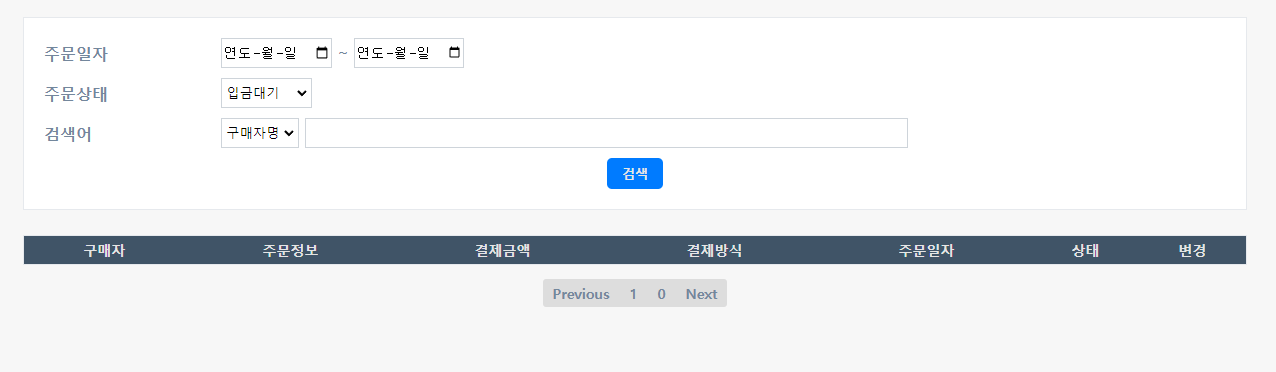 주문일자 연도-월-일 ~ 연도-월-일
주문상태 입금대기
검색어 구매자명
검색
구매자 주문정보 결제금액 결제방식 주문일자 상태 변경
Previous 1 0 Next